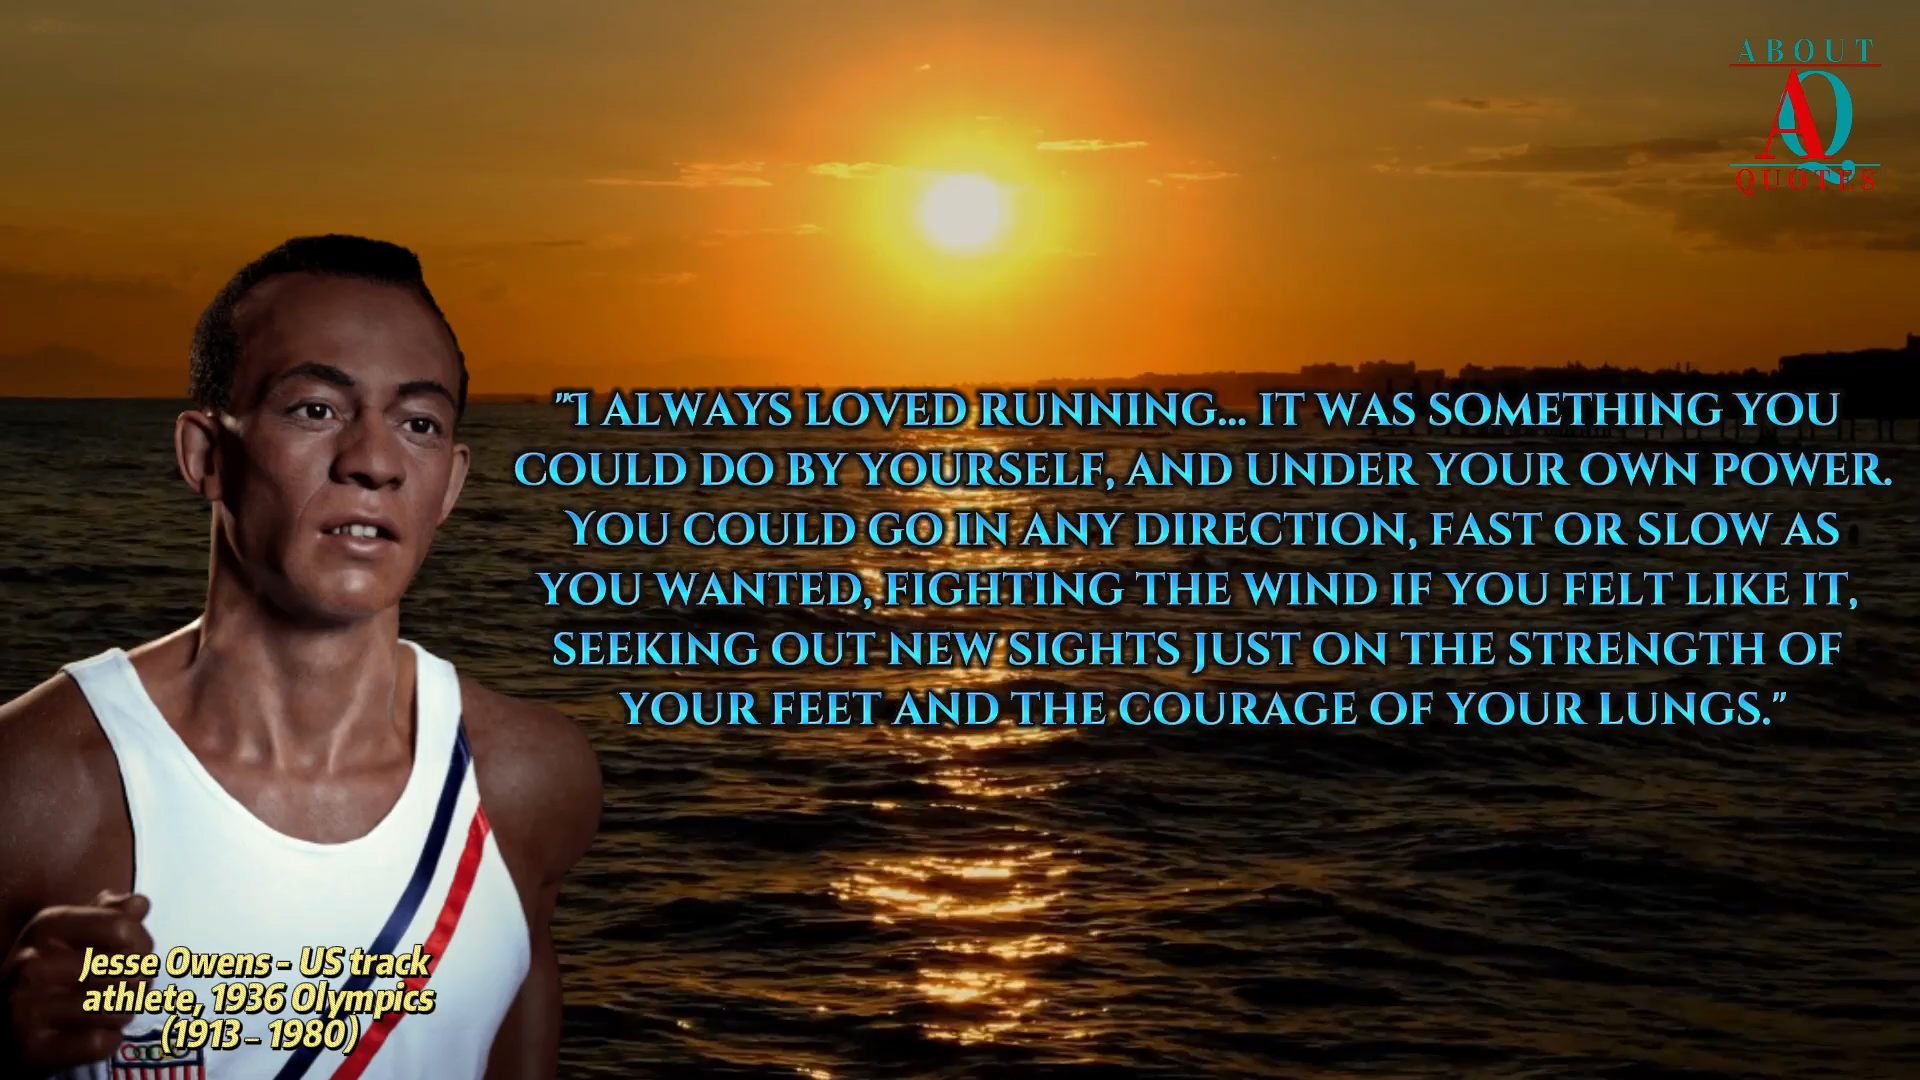 ABOUT
AQ
QUOTES
"I ALWAYS LOVED RUNNING... IT WAS SOMETHING YOU
COULD DO BY YOURSELF, AND UNDER YOUR OWN POWER.
YOU COULD GO IN ANY DIRECTION, FAST OR SLOW AS
YOU WANTED, FIGHTING THE WIND IF YOU FELT LIKE IT,
SEEKING OUT NEW SIGHTS JUST ON THE STRENGTH OF
YOUR FEET AND THE COURAGE OF YOUR LUNGS."
Jesse Owens - US track
athlete, 1936 Olympics
(1913 - 1980)